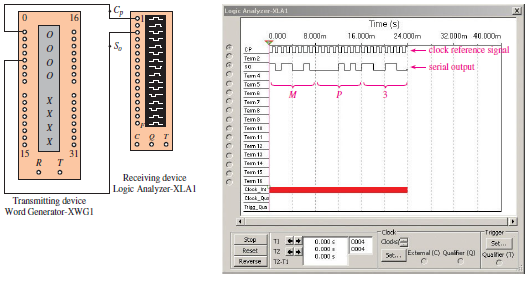 0 16
O
O
O
O
X
X
X
X
15 31
R T
Transmitting device
Word Generator-XWG1
Cp
So
1
F
C Q T
Receiving device
Logic Analyzer-XLA1
Logic Analyzer-XLA1
Time (s)
0.000 8.000m 16.000m 24.000m 32.000m 40.000m
CP
clock reference signal
Term 2
SO
serial output
Term 4
Term 5
M P 3
Term 6
Term 7
Term 8
Term 9
Term 10
Term 11
Term 12
Term 13
Term 14
Term 15
Term 16
Clock_Int
Clock_Qua
Trigg_Qua
Stop
Reset
Reverse
T1 0.000 s 0004
T2 0.000 s 0004
T2-T1 0.000 s
Clock
Clocks/
Set...
External (C) Qualifier (Q)
Trigger
Set...
Qualifier (T)